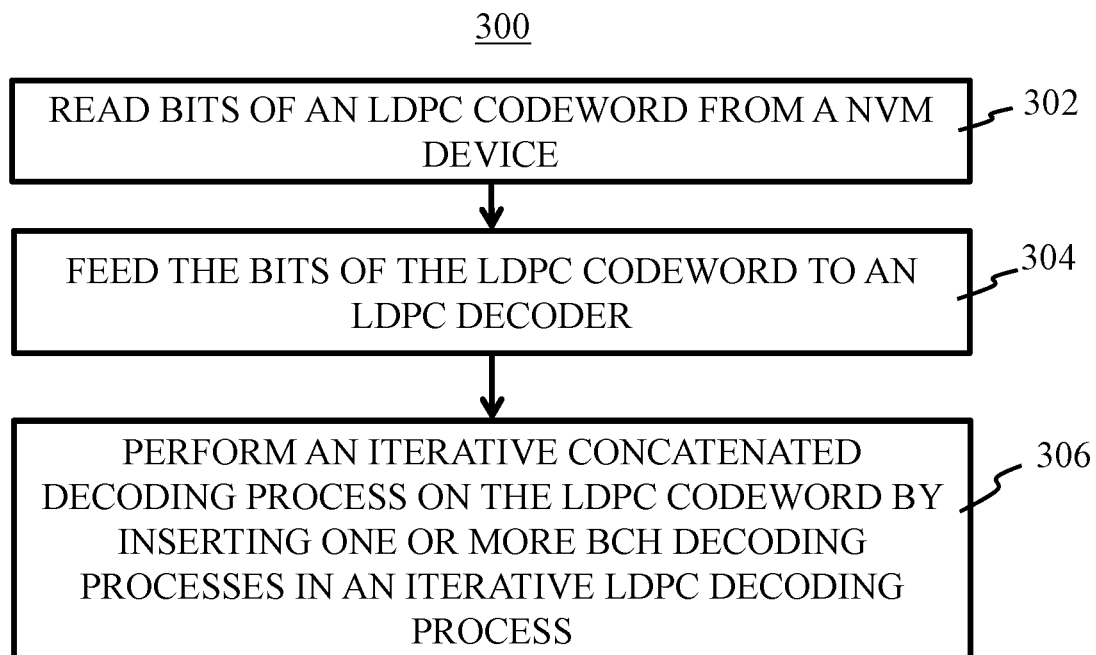 300
READ BITS OF AN LDPC CODEWORD FROM A NVM
DEVICE
302
FEED THE BITS OF THE LDPC CODEWORD TO AN
LDPC DECODER
304
PERFORM AN ITERATIVE CONCATENATED
DECODING PROCESS ON THE LDPC CODEWORD BY
INSERTING ONE OR MORE BCH DECODING
PROCESSES IN AN ITERATIVE LDPC DECODING
PROCESS
306